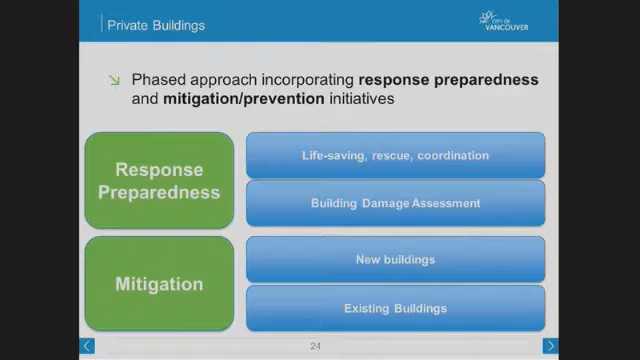 Private Buildings
CITY OF
VANCOUVER
Phased approach incorporating response preparedness
and mitigation/prevention initiatives
Response
Preparedness
Life-saving, rescue, coordination
Building Damage Assessment
Mitigation
New buildings
Existing Buildings
24